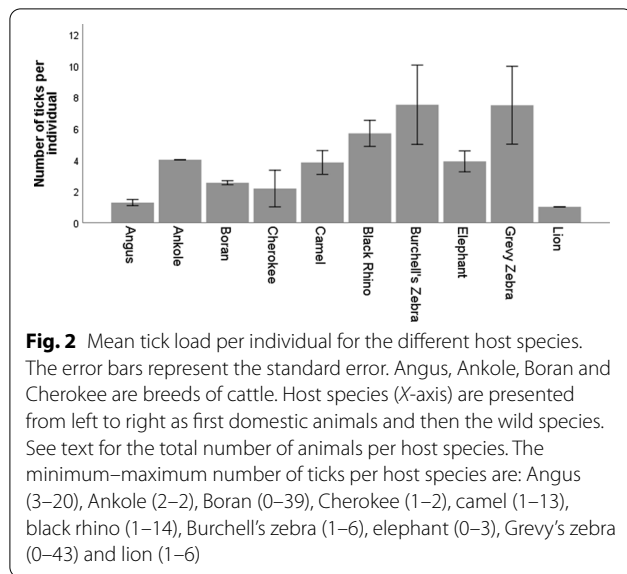 Number of ticks per
individual
12
10
8
6
4
2
0
Angus
Ankole
Boran
Cherokee
Camel
Black Rhino
Burchell's Zebra
Elephant
Grevy Zebra
Lion
Fig. 2 Mean tick load per individual for the different host species.
The error bars represent the standard error. Angus, Ankole, Boran and
Cherokee are breeds of cattle. Host species (X-axis) are presented
from left to right as first domestic animals and then the wild species.
See text for the total number of animals per host species. The
minimum–maximum number of ticks per host species are: Angus
(3–20), Ankole (2–2), Boran (0–39), Cherokee (1–2), camel (1–13),
black rhino (1–14), Burchell's zebra (1–6), elephant (0–3), Grevy's zebra
(0–43) and lion (1–6)